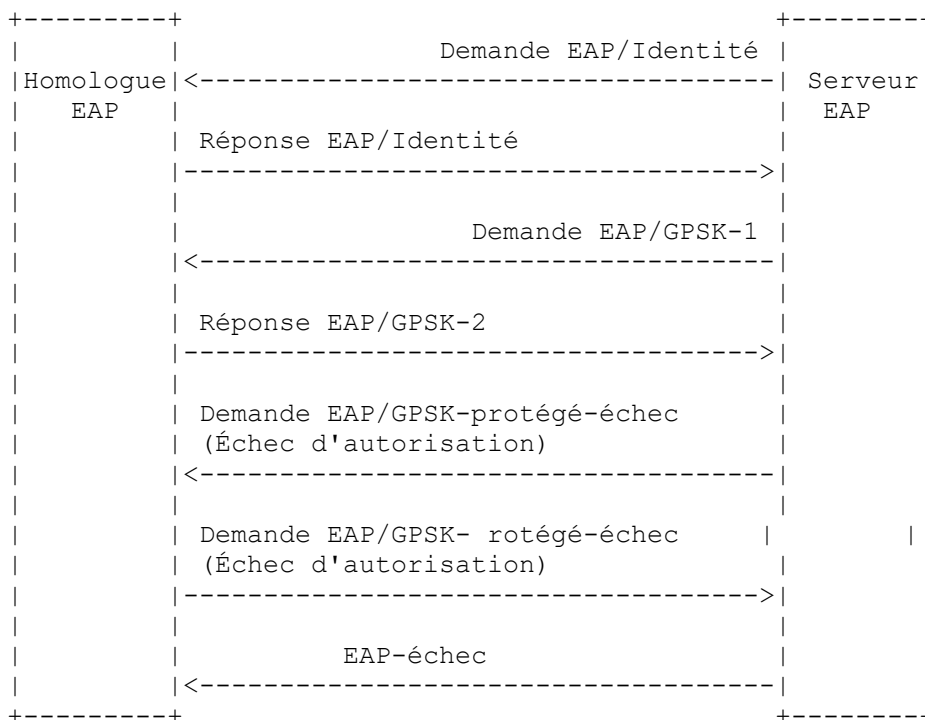 Demande EAP/Identité
Homologue Serveur
EAP EAP
Réponse EAP/Identité
Demande EAP/GPSK-1
Réponse EAP/GPSK-2
Demande EAP/GPSK-protégé-échec
(Échec d'autorisation)
Demande EAP/GPSK- rotégé-échec
(Échec d'autorisation)
EAP-échec